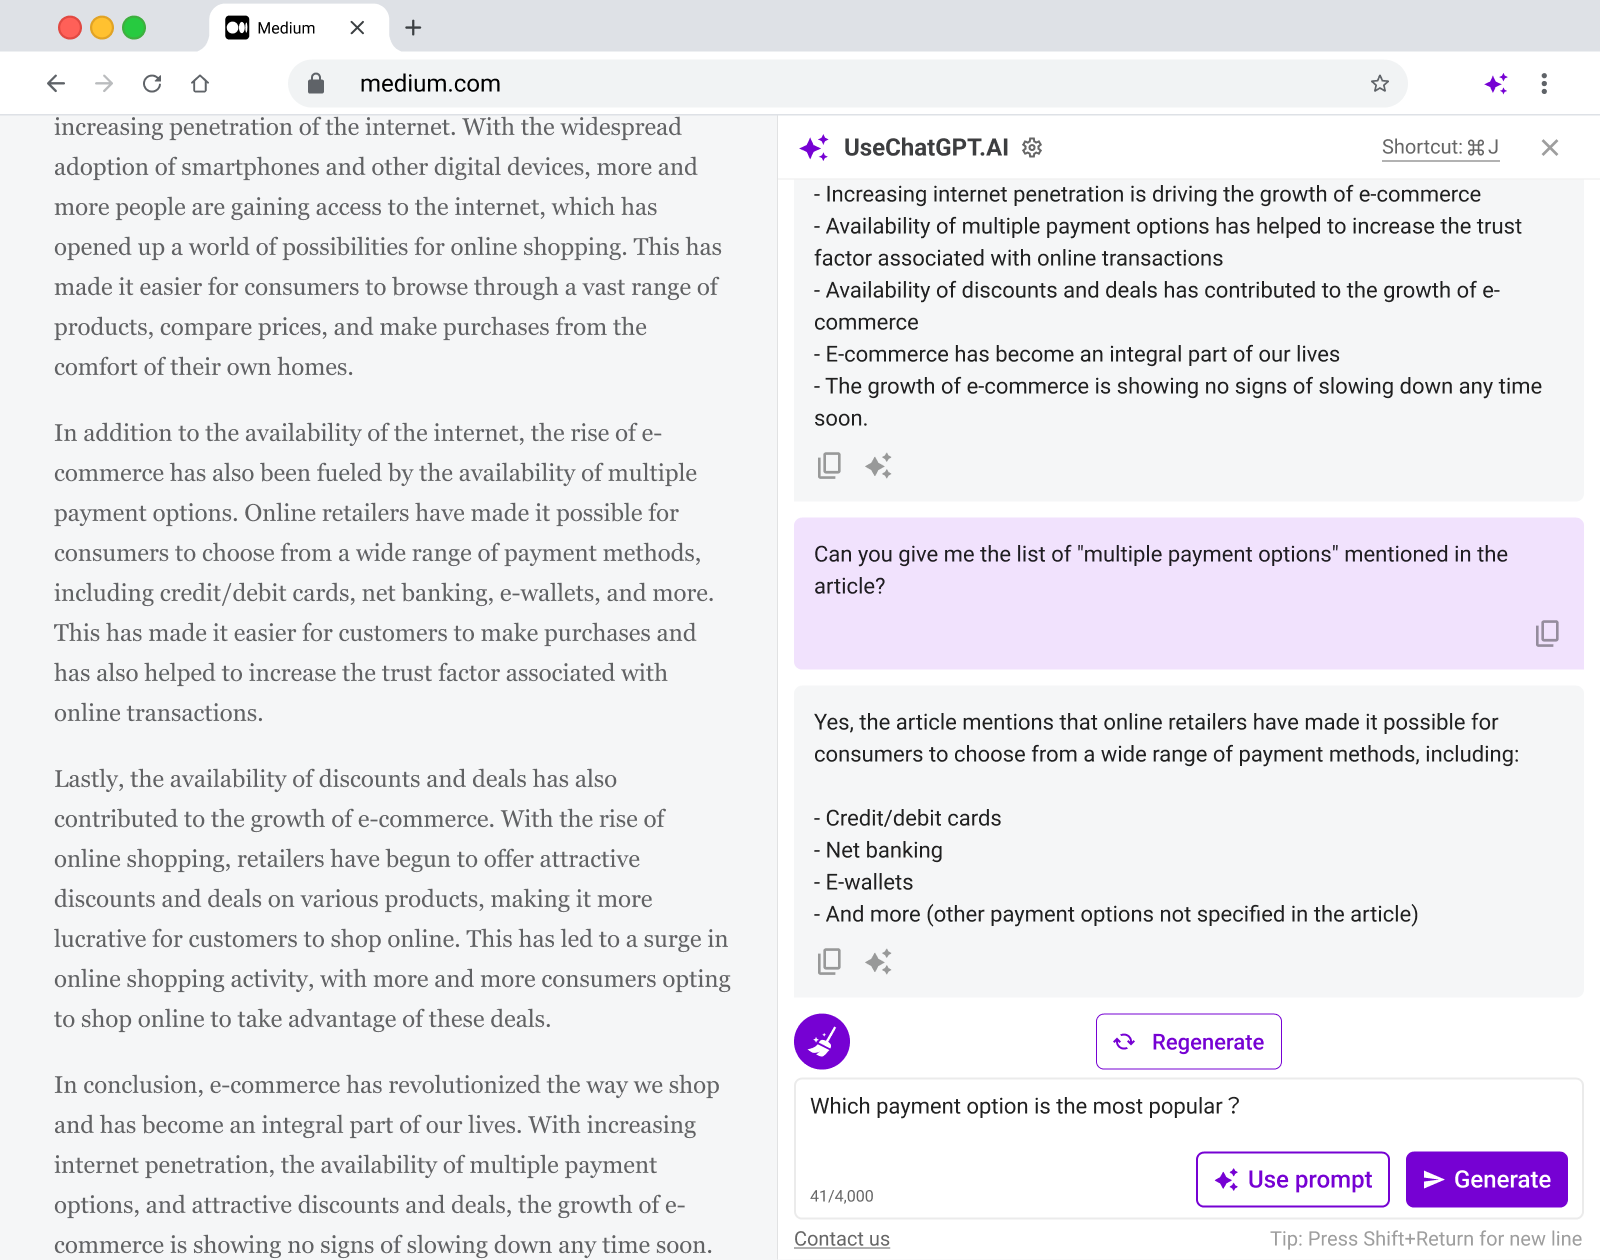 Medium
medium.com
increasing penetration of the internet. With the widespread
adoption of smartphones and other digital devices, more and
more people are gaining access to the internet, which has
opened up a world of possibilities for online shopping. This has
made it easier for consumers to browse through a vast range of
products, compare prices, and make purchases from the
comfort of their own homes.
In addition to the availability of the internet, the rise of e-
commerce has also been fueled by the availability of multiple
payment options. Online retailers have made it possible for
consumers to choose from a wide range of payment methods,
including credit/debit cards, net banking, e-wallets, and more.
This has made it easier for customers to make purchases and
has also helped to increase the trust factor associated with
online transactions.
Lastly, the availability of discounts and deals has also
contributed to the growth of e-commerce. With the rise of
online shopping, retailers have begun to offer attractive
discounts and deals on various products, making it more
lucrative for customers to shop online. This has led to a surge in
online shopping activity, with more and more consumers opting
to shop online to take advantage of these deals.
In conclusion, e-commerce has revolutionized the way we shop
and has become an integral part of our lives. With increasing
internet penetration, the availability of multiple payment
options, and attractive discounts and deals, the growth of e-
commerce is showing no signs of slowing down any time soon.
UseChatGPT.AI
Shortcut: ⌘ J
- Increasing internet penetration is driving the growth of e-commerce
- Availability of multiple payment options has helped to increase the trust
factor associated with online transactions
- Availability of discounts and deals has contributed to the growth of e-
commerce
- E-commerce has become an integral part of our lives
- The growth of e-commerce is showing no signs of slowing down any time
soon.
Can you give me the list of "multiple payment options" mentioned in the
article?
Yes, the article mentions that online retailers have made it possible for
consumers to choose from a wide range of payment methods, including:
- Credit/debit cards
- Net banking
- E-wallets
- And more (other payment options not specified in the article)
Regenerate
Which payment option is the most popular？
41/4,000
Use prompt
Generate
Contact us
Tip: Press Shift+Return for new line